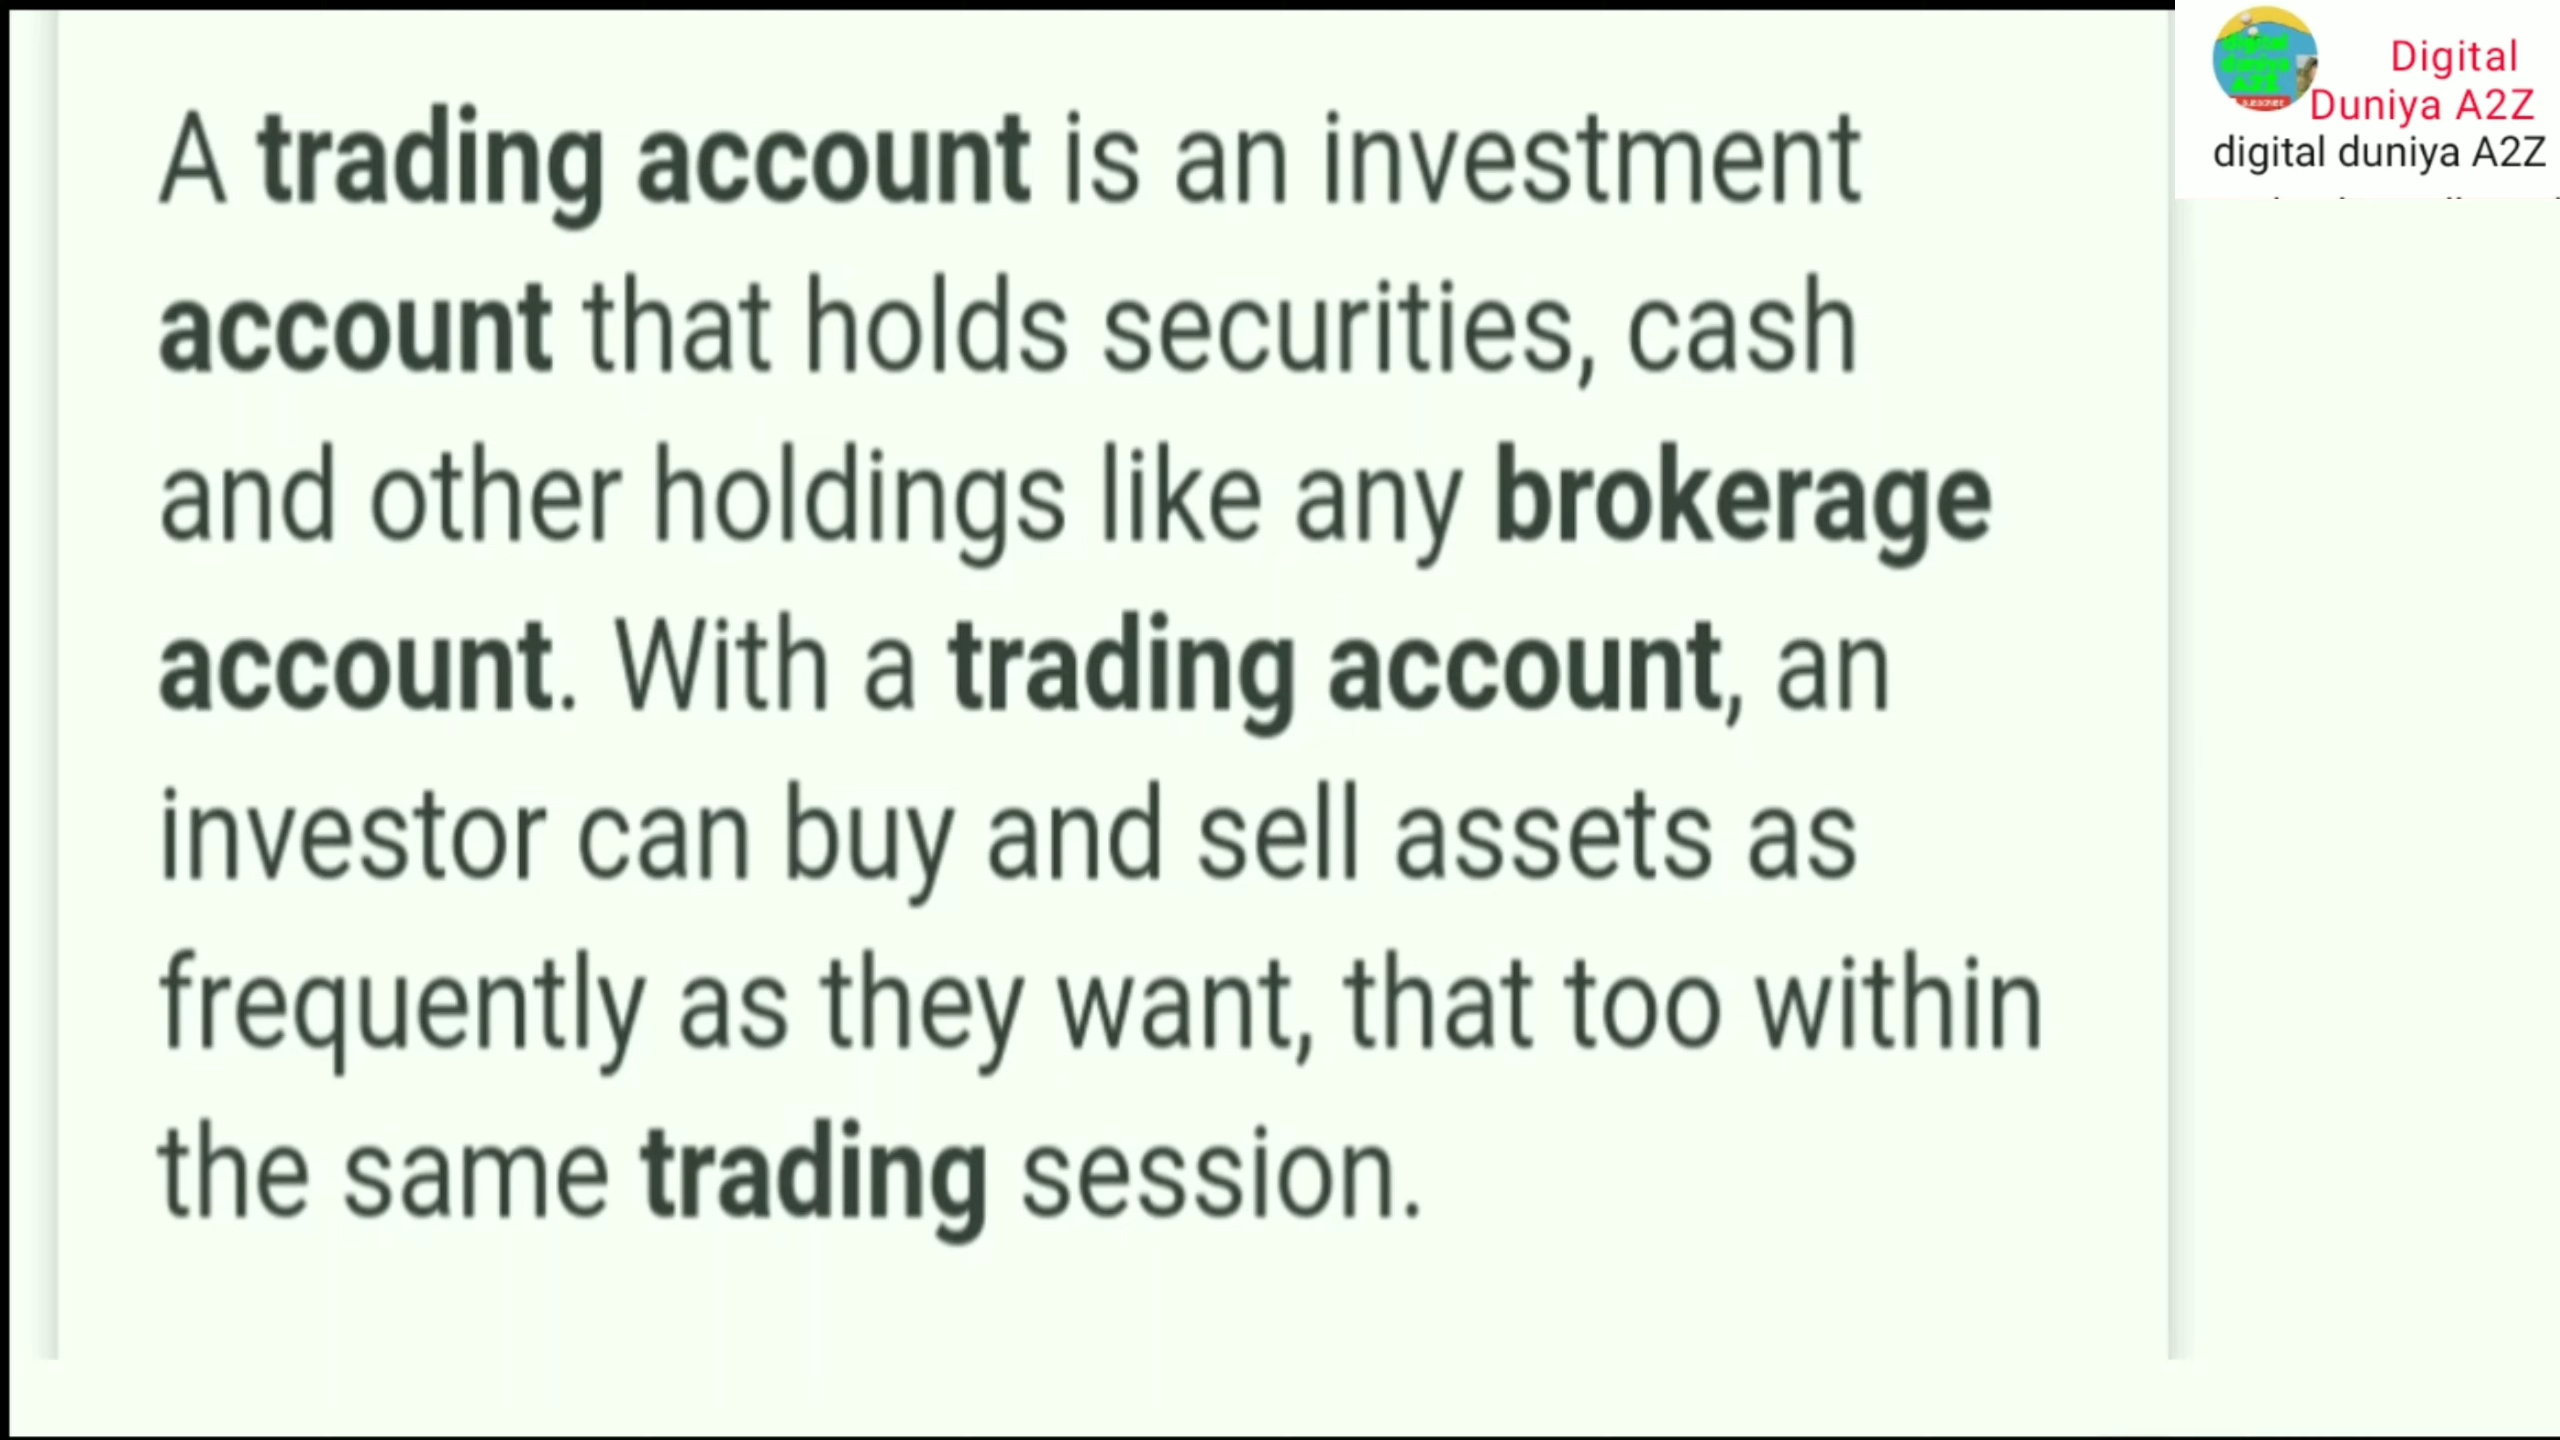 A trading account is an investment
account that holds securities, cash
and other holdings like any brokerage
account. With a trading account, an
investor can buy and sell assets as
frequently as they want, that too within
the same trading session.
Digital
Duniya A2Z
digital duniya A2Z